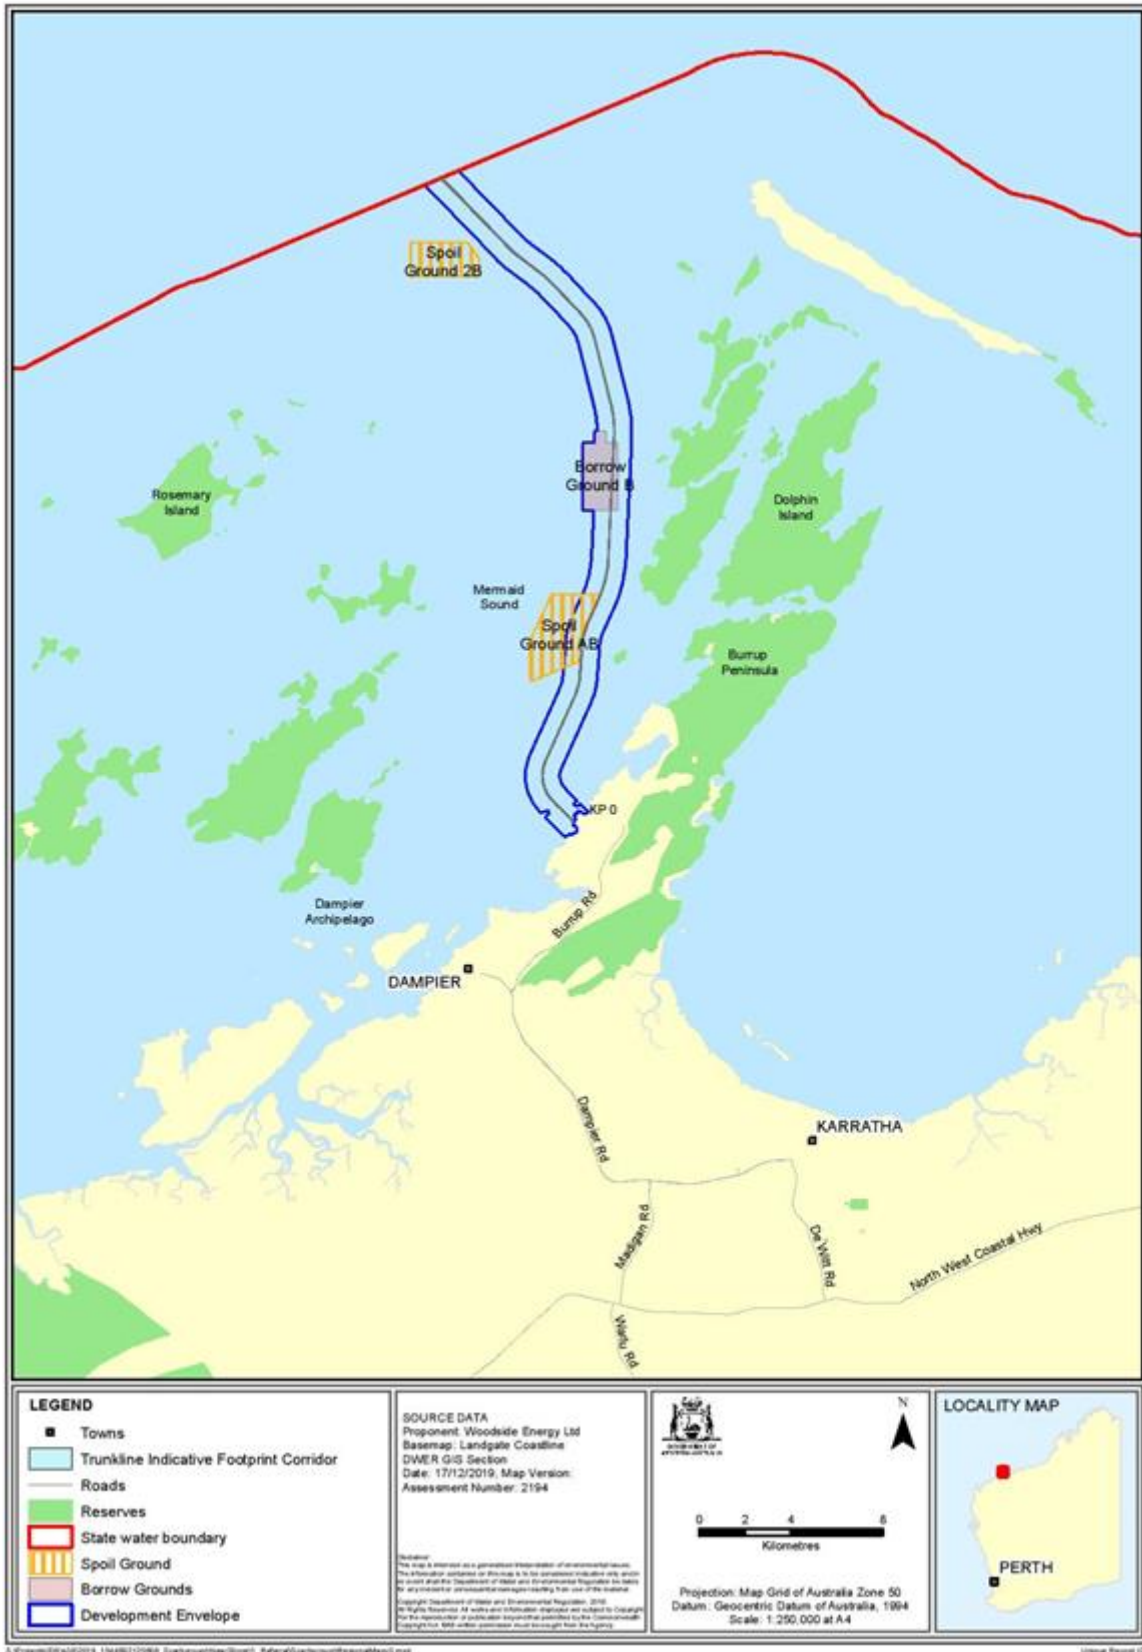 Spoil
Ground 2B
Borrow
Ground B
Rosemary
Island
Dolphin
Island
Mermaid
Sound
Spoil
Ground AB
Burrup
Peninsula
KP 0
Dampier
Archipelago
Burrup Rd
DAMPIER
Dampier Rd
KARRATHA
Madigan Rd
De Witt Rd
North West Coastal Hwy
Warlu Rd
LEGEND
Towns
Trunkline Indicative Footprint Corridor
Roads
Reserves
State water boundary
Spoil Ground
Borrow Grounds
Development Envelope
SOURCE DATA
Proponent: Woodside Energy Ltd
Basemap: Landgate Coastline
DWER GIS Section
Date: 17/12/2019, Map Version:
Assessment Number: 2194
Disclaimer
GOVERNMENT OF
WESTERN AUSTRALIA
N
0 2 4 8
Kilometres
Projection: Map Grid of Australia Zone 50
Datum: Geocentric Datum of Australia, 1994
Scale: 1:250,000 at A4
LOCALITY MAP
PERTH